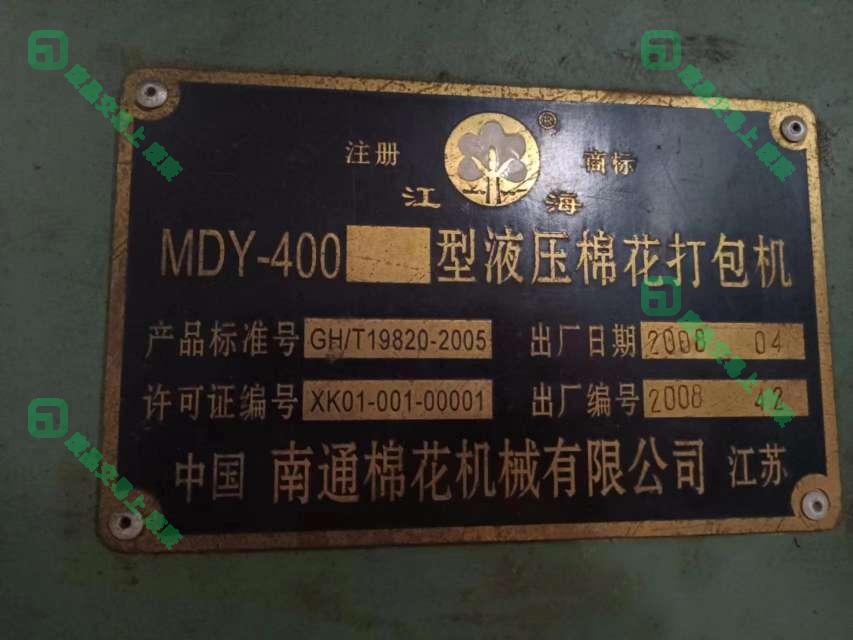 注册 ® 商标
江 海
MDY-400 型液压棉花打包机
产品标准号 GH/T19820-2005 出厂日期 2008 04
许可证编号 XK01-001-00001 出厂编号 2008 42
中国 南通棉花机械有限公司 江苏